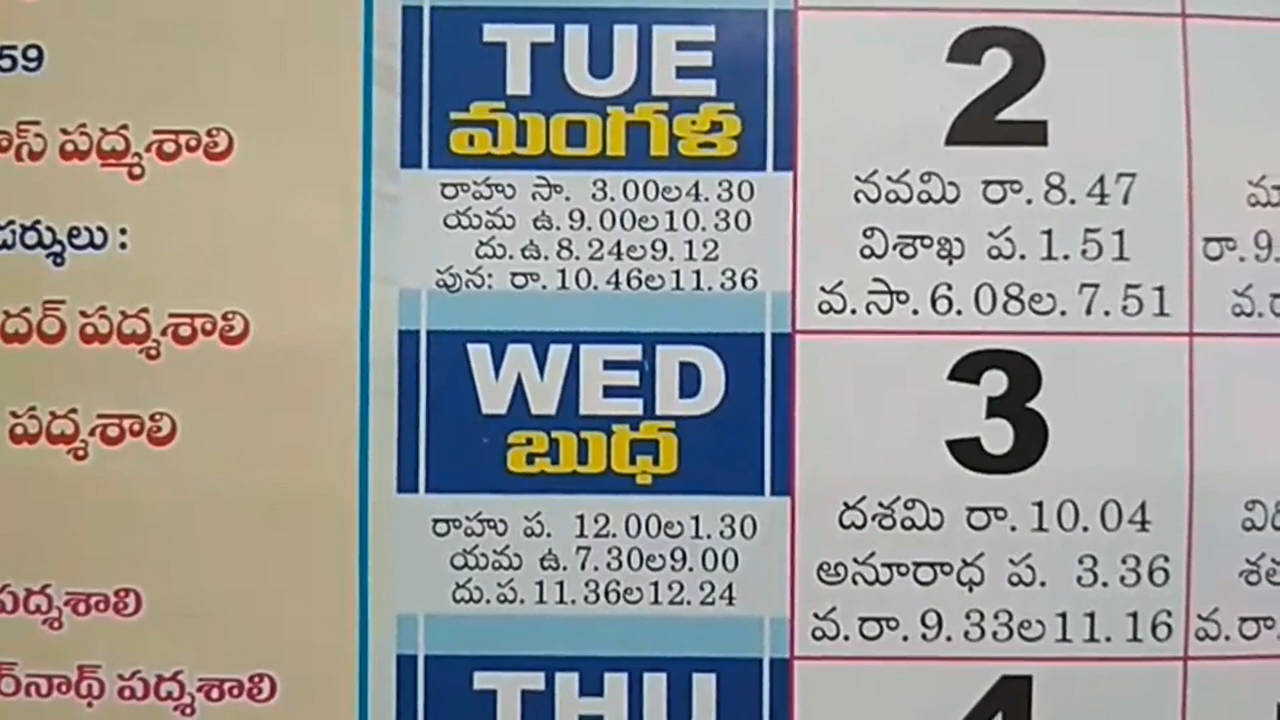 59
పద్మశాలి
పద్మశాలి
పద్మశాలి
పద్మశాలి
పద్మశాలి
TUE
మంగళ
రాహు సా. 3.00ల4.30
యమ ఉ.9.00ల10.30
దు.ఉ.8.24ల9.12
పున: రా.10.46ల11.36
2
నవమి రా.8.47
విశాఖ ప.1.51
వ.సా.6.08ల.7.51
రా.9.
WED
బుధ
రాహు ప. 12.00ల1.30
యమ ఉ.7.30ల9.00
దు.ప.11.36ల12.24
3
దశమి రా.10.04
అనూరాధ ప. 3.36
వ.రా.9.33ల11.16
వ.రా.
THU
4